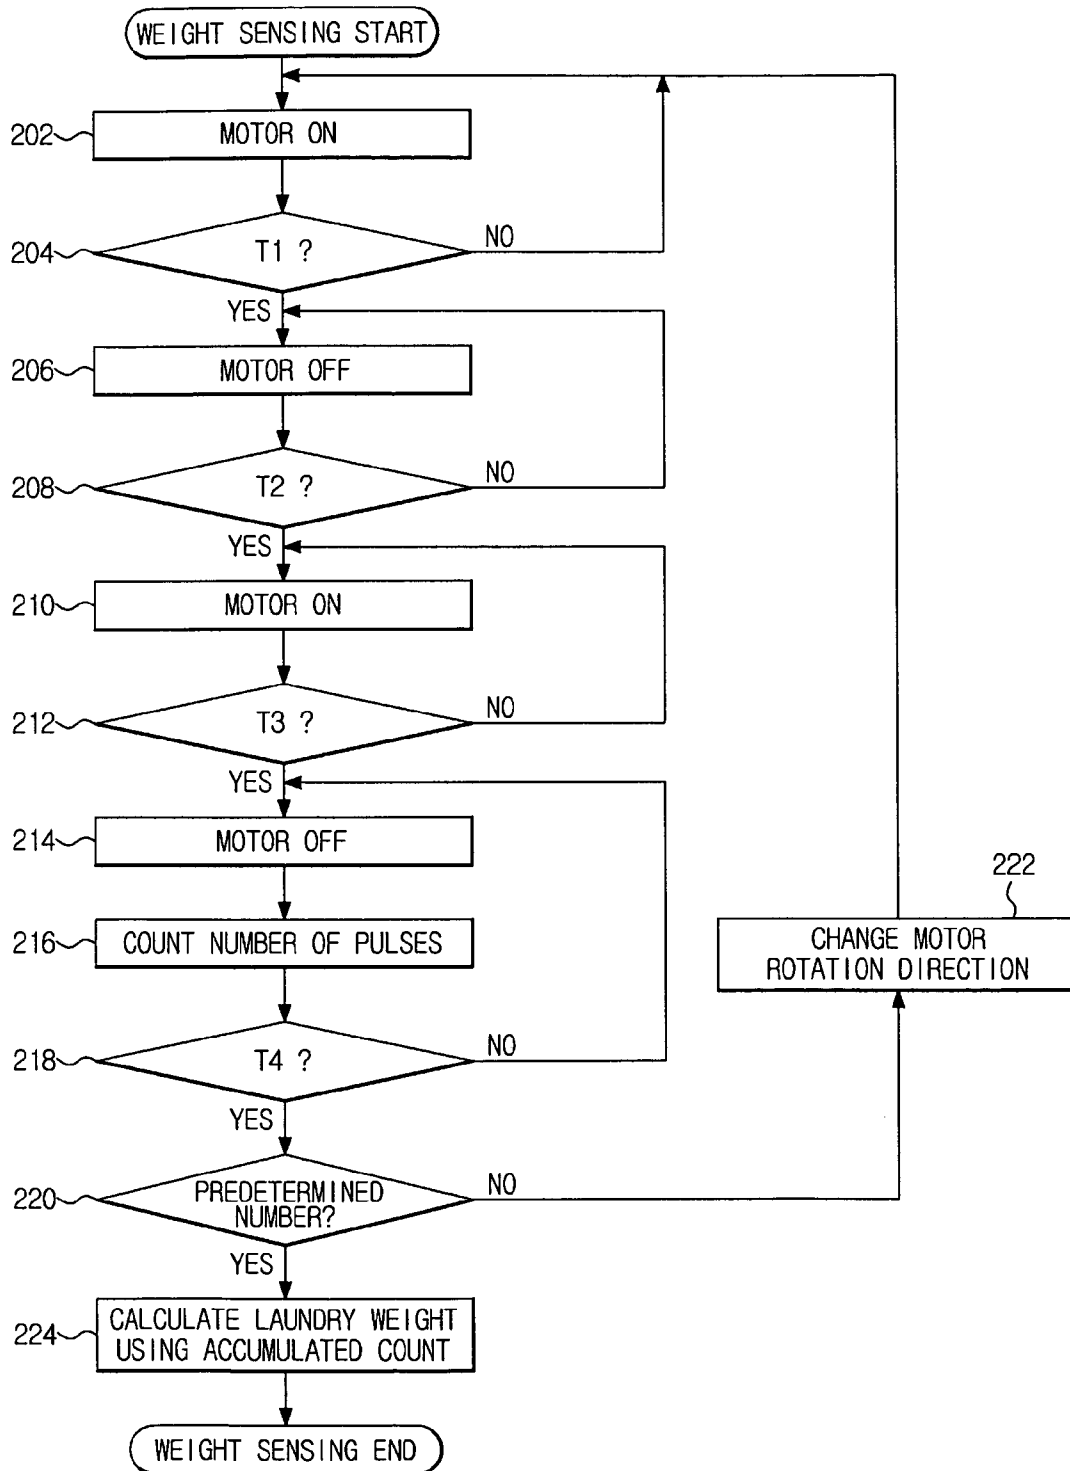 WEIGHT SENSING START
202
MOTOR ON
204
T1 ?
NO
YES
206
MOTOR OFF
208
T2 ?
NO
YES
210
MOTOR ON
212
T3 ?
NO
YES
214
MOTOR OFF
216
COUNT NUMBER OF PULSES
222
CHANGE MOTOR
ROTATION DIRECTION
218
T4 ?
NO
YES
220
PREDETERMINED
NUMBER?
NO
YES
224
CALCULATE LAUNDRY WEIGHT
USING ACCUMULATED COUNT
WEIGHT SENSING END